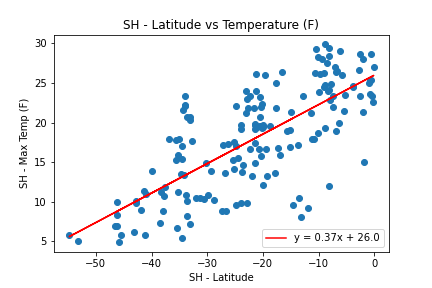 SH - Latitude vs Temperature (F)
SH - Max Temp (F)
30
25
20
15
10
5
y = 0.37x + 26.0
−50 −40 −30 −20 −10 0
SH - Latitude